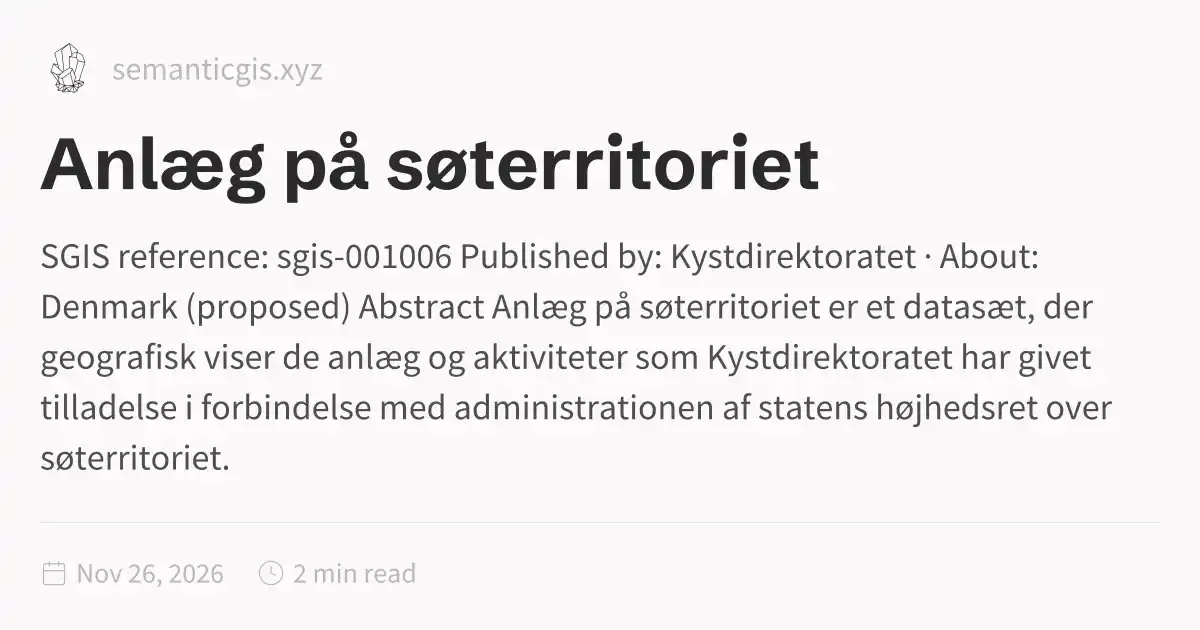 semanticgis.xyz
Anlæg på søterritoriet
SGIS reference: sgis-001006 Published by: Kystdirektoratet · About:
Denmark (proposed) Abstract Anlæg på søterritoriet er et datasæt, der
geografisk viser de anlæg og aktiviteter som Kystdirektoratet har givet
tilladelse i forbindelse med administrationen af statens højhedsret over
søterritoriet.
Nov 26, 2026 2 min read